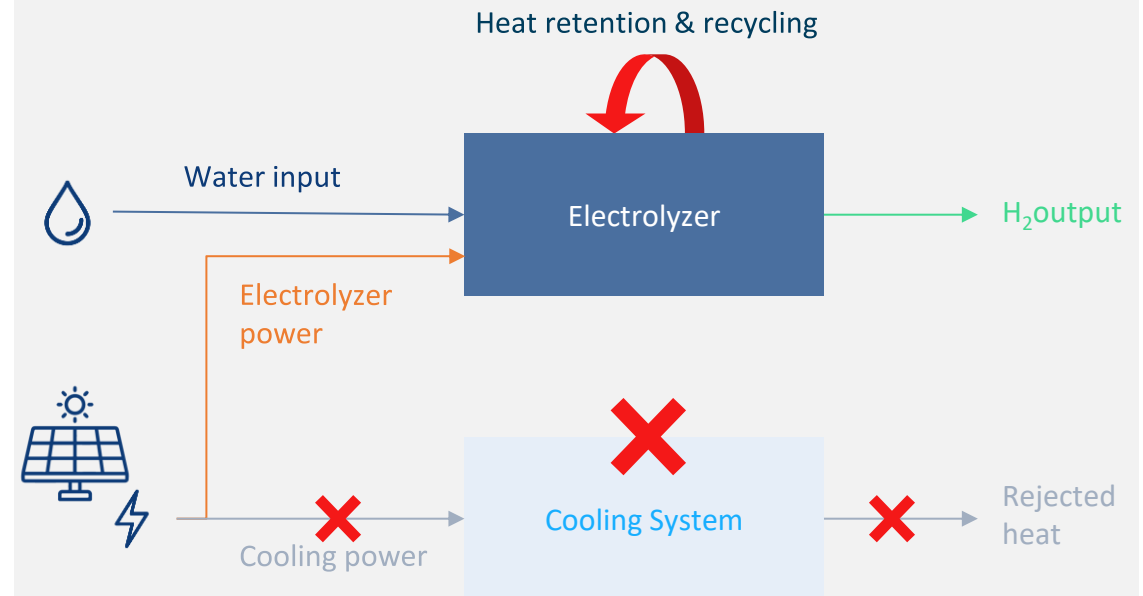 Heat retention & recycling
Water input
Electrolyzer
H₂output
Electrolyzer
power
Cooling System
Rejected
heat
Cooling power